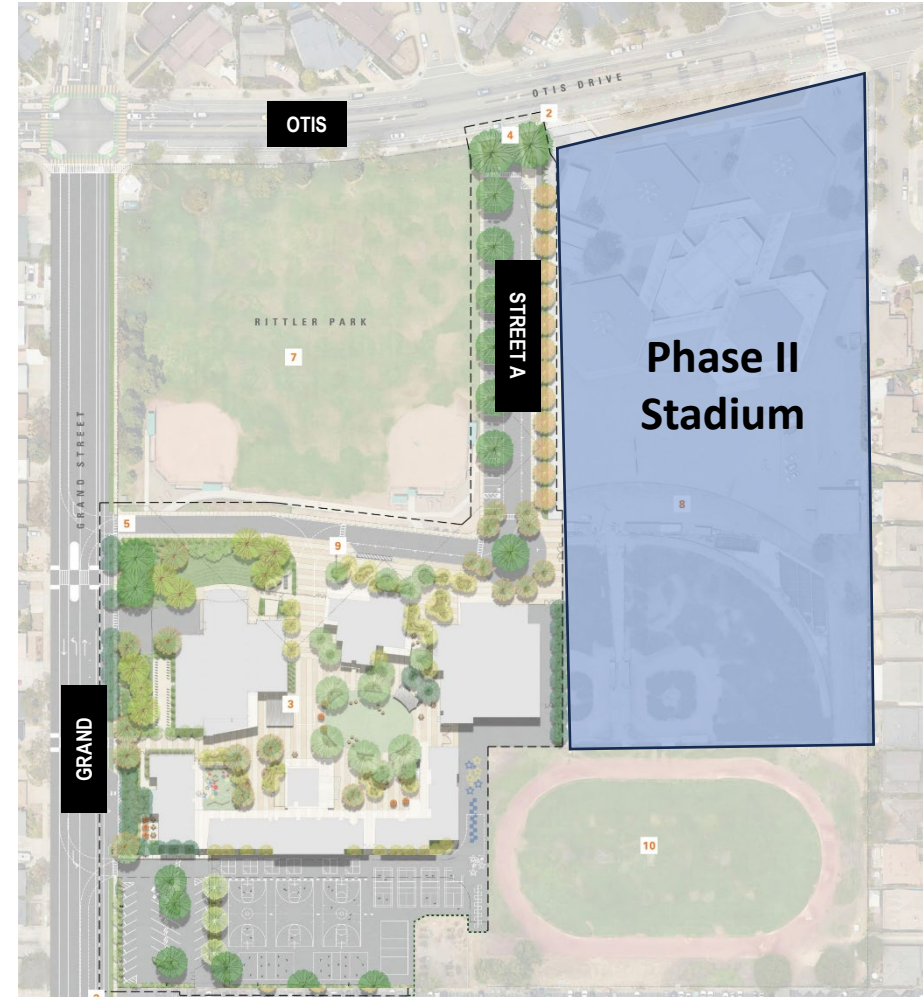 OTIS DRIVE
2
OTIS
4
STREET A
RITTLER PARK
7
Phase II
Stadium
GRAND STREET
8
5
9
3
GRAND
10